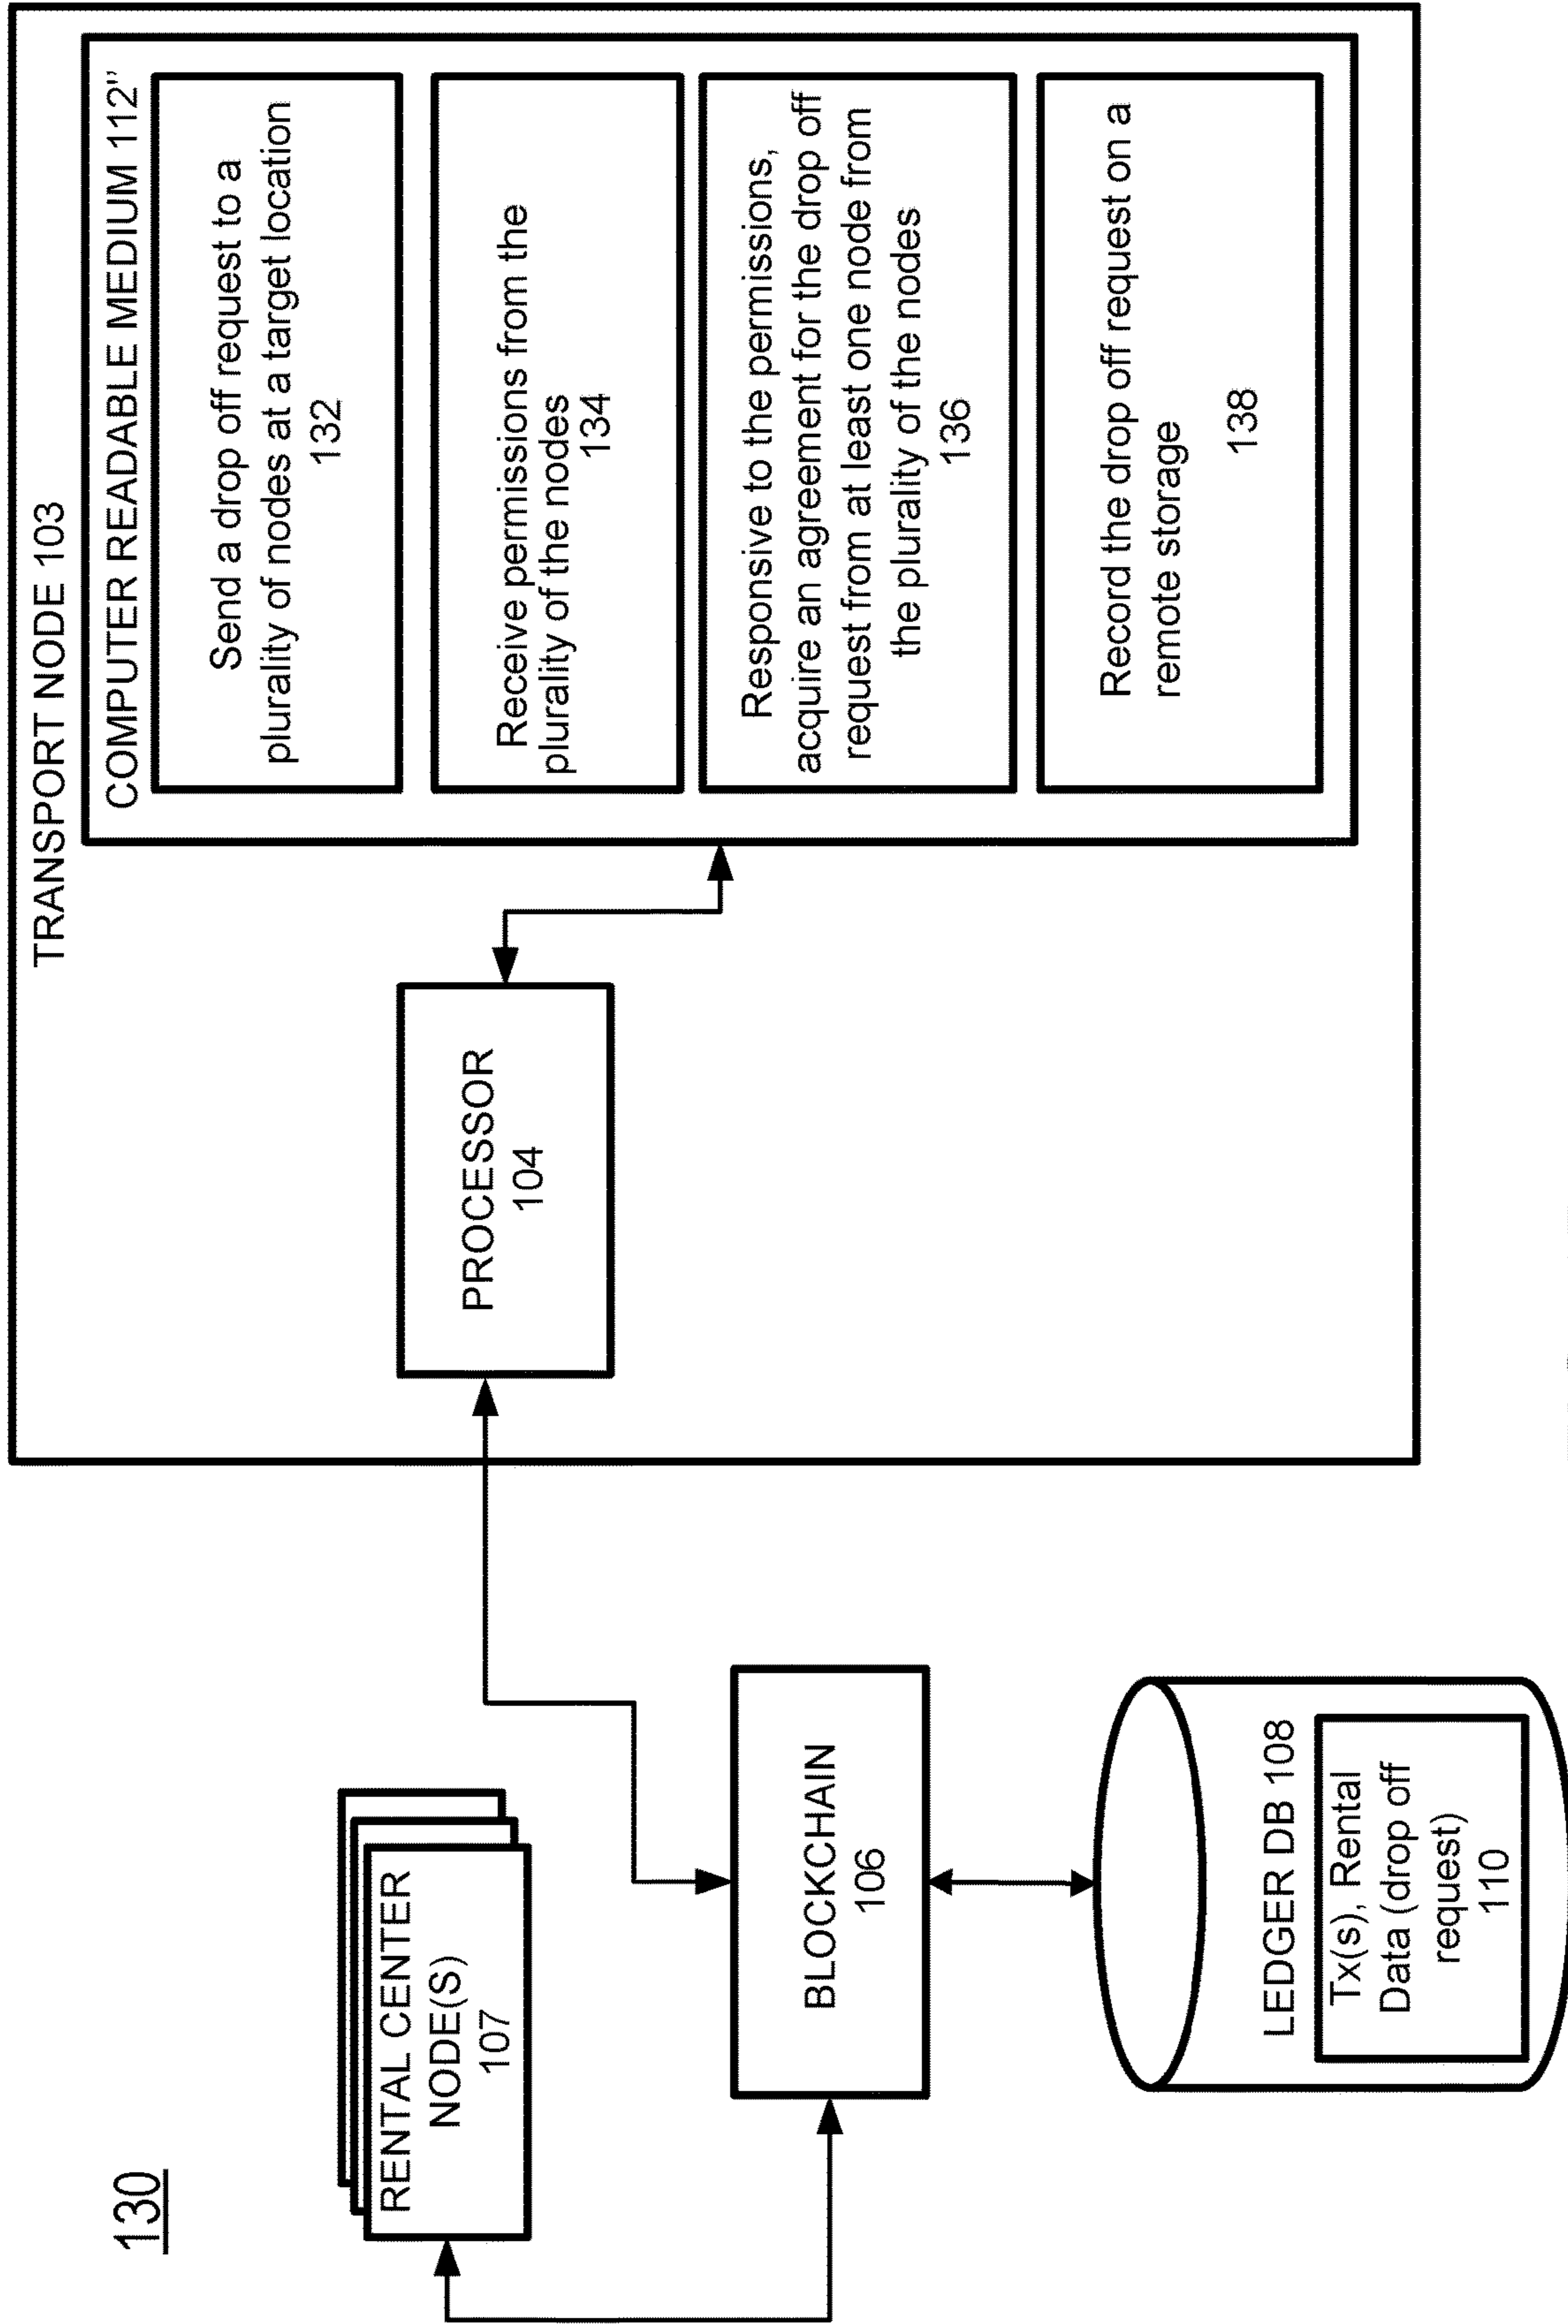 130
TRANSPORT NODE 103
COMPUTER READABLE MEDIUM 112"
Send a drop off request to a
plurality of nodes at a target location
132
Receive permissions from the
plurality of the nodes
134
Responsive to the permissions,
acquire an agreement for the drop off
request from at least one node from
the plurality of the nodes
136
Record the drop off request on a
remote storage
138
PROCESSOR
104
RENTAL CENTER
NODE(S)
107
BLOCKCHAIN
106
LEDGER DB 108
Tx(s), Rental
Data (drop off
request)
110